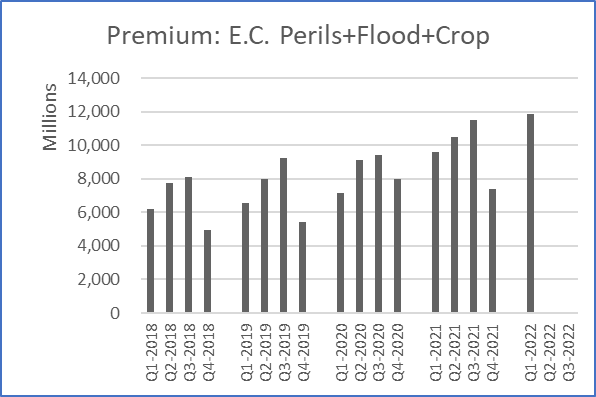 Premium: E.C. Perils+Flood+Crop
Millions
14,000
12,000
10,000
8,000
6,000
4,000
2,000
0
Q1-2018
Q2-2018
Q3-2018
Q4-2018
Q1-2019
Q2-2019
Q3-2019
Q4-2019
Q1-2020
Q2-2020
Q3-2020
Q4-2020
Q1-2021
Q2-2021
Q3-2021
Q4-2021
Q1-2022
Q2-2022
Q3-2022